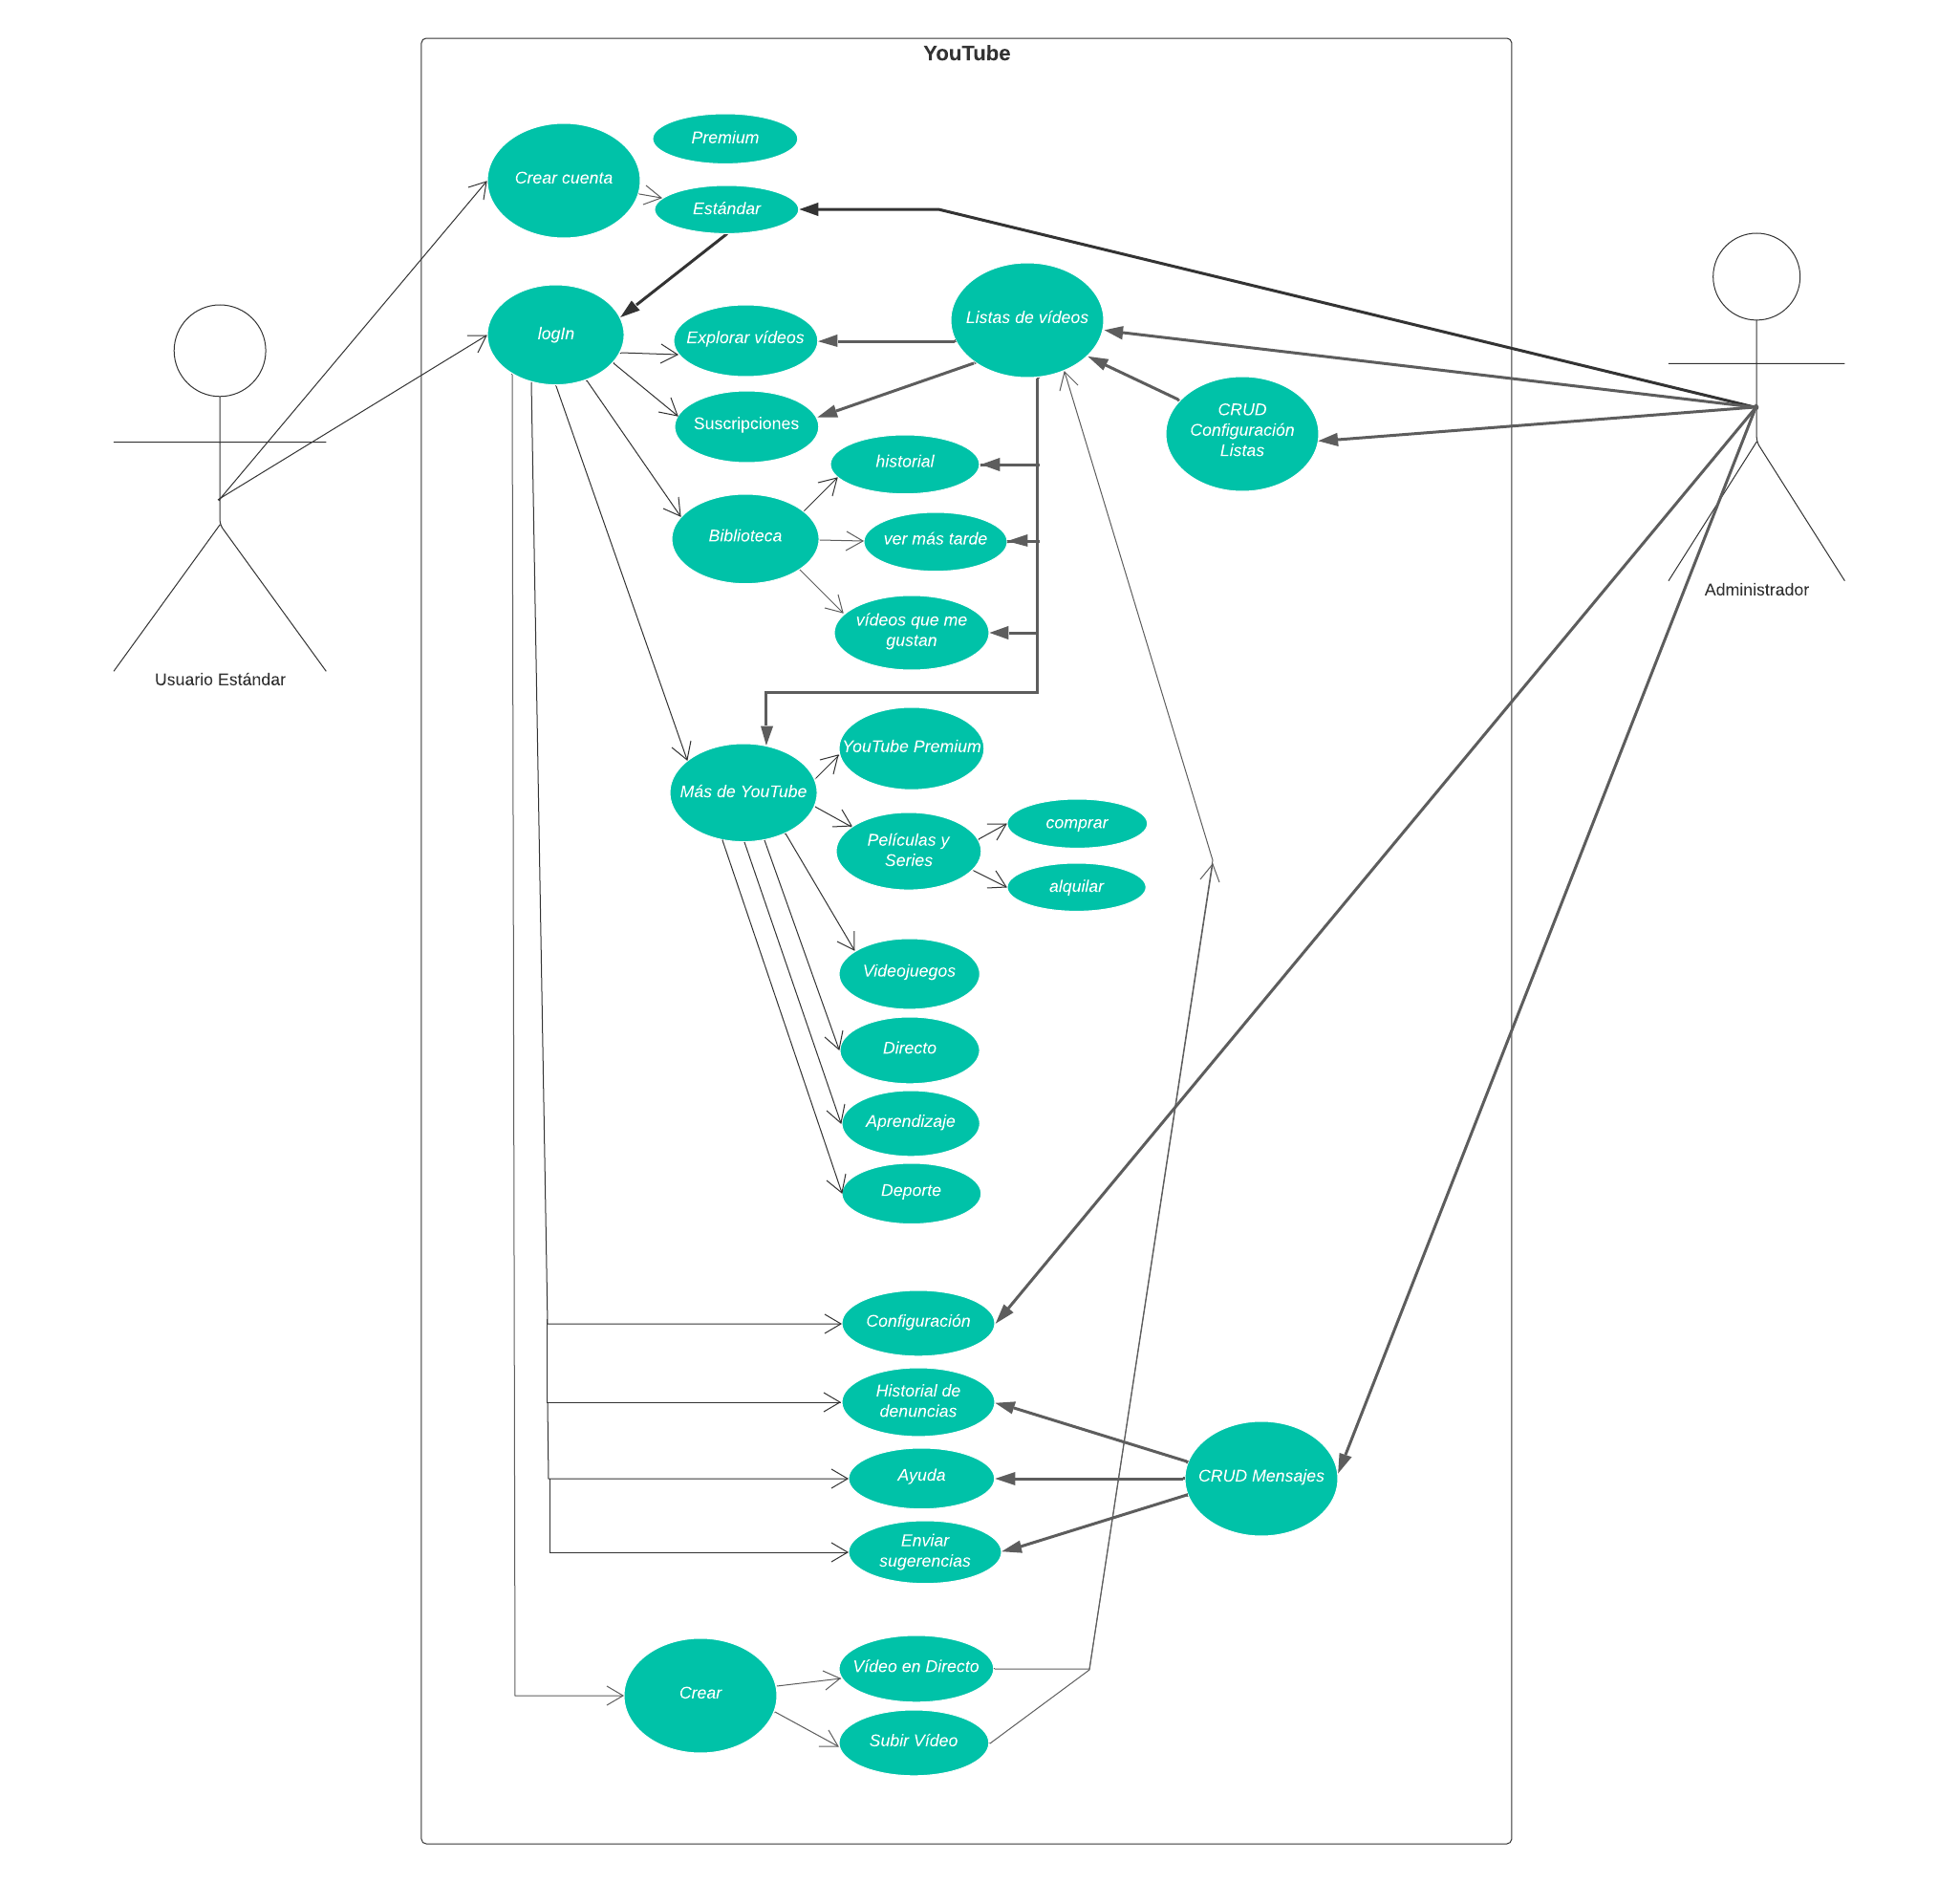 YouTube
Premium
Crear cuenta
Estándar
Listas de vídeos
logIn
Explorar vídeos
Suscripciones
CRUD
Configuración
Listas
historial
Biblioteca
ver más tarde
vídeos que me
gustan
Administrador
Usuario Estándar
YouTube Premium
Más de YouTube
Películas y
Series
comprar
alquilar
Videojuegos
Directo
Aprendizaje
Deporte
Configuración
Historial de
denuncias
Ayuda
CRUD Mensajes
Enviar
sugerencias
Vídeo en Directo
Crear
Subir Vídeo